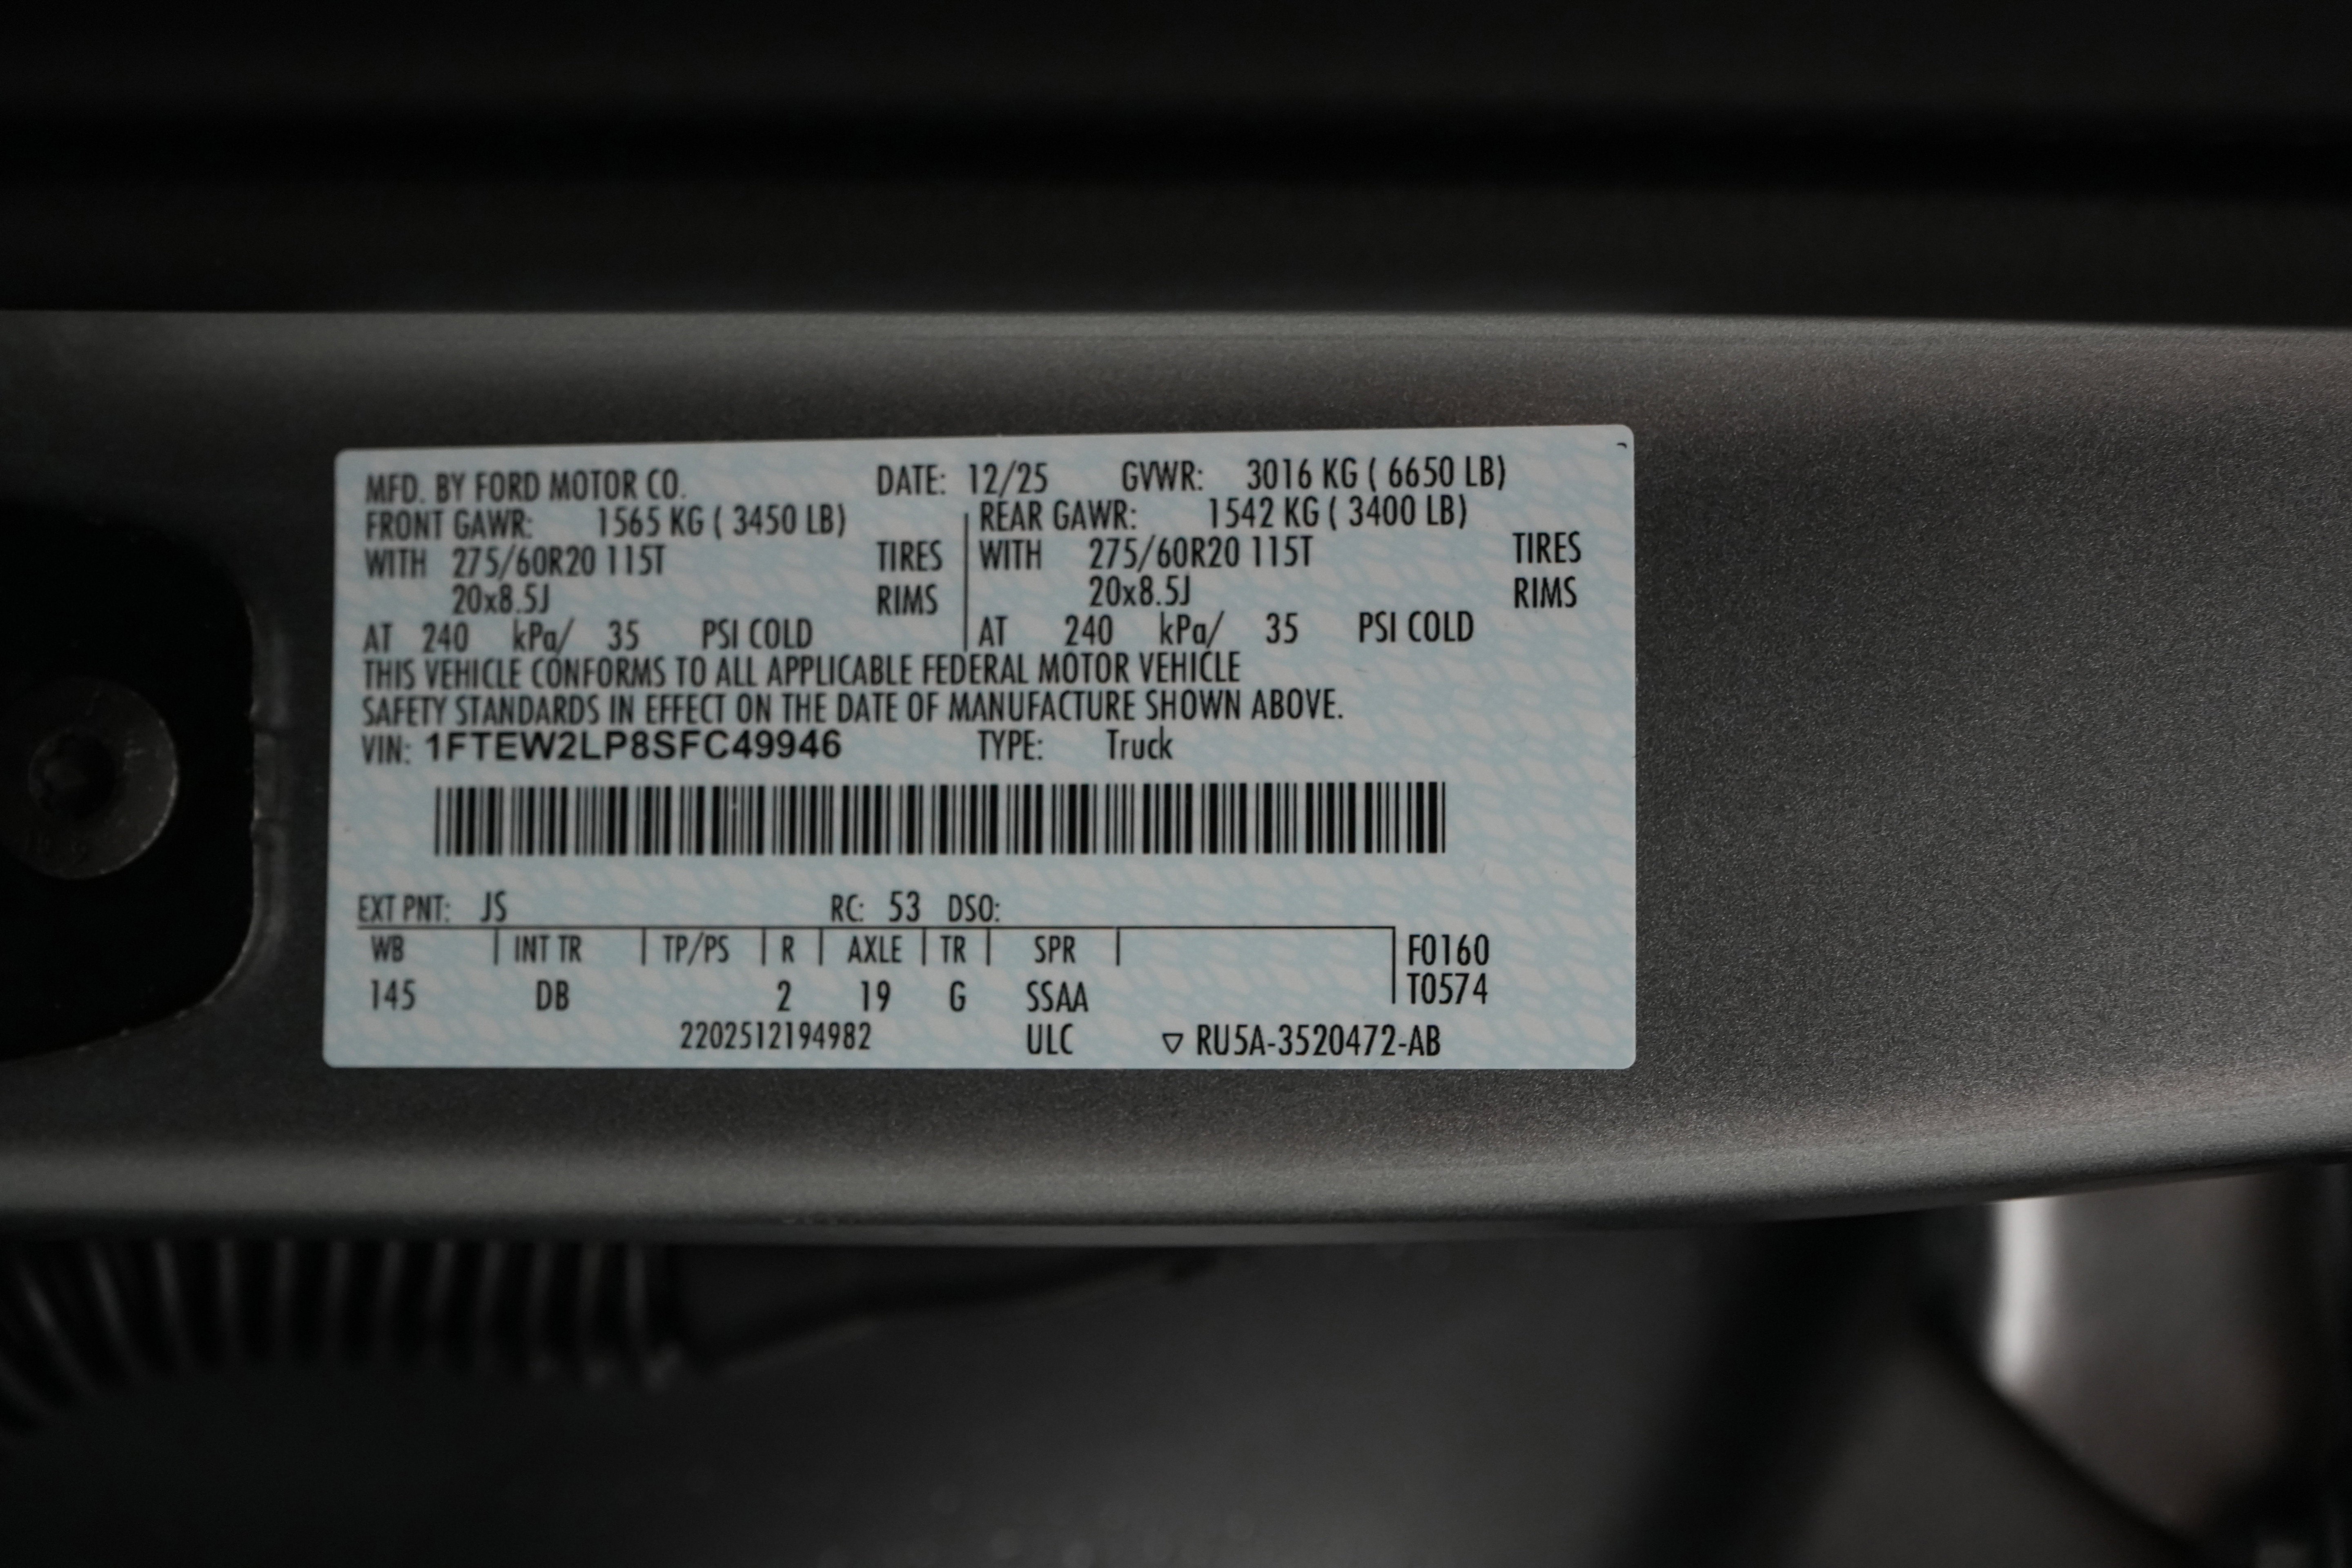 MFD. BY FORD MOTOR CO. DATE: 12/25 GVWR: 3016 KG ( 6650 LB)
FRONT GAWR: 1565 KG ( 3450 LB) REAR GAWR: 1542 KG ( 3400 LB)
WITH 275/60R20 115T TIRES WITH 275/60R20 115T TIRES
20x8.5J RIMS 20x8.5J RIMS
AT 240 kPa/ 35 PSI COLD AT 240 kPa/ 35 PSI COLD
THIS VEHICLE CONFORMS TO ALL APPLICABLE FEDERAL MOTOR VEHICLE
SAFETY STANDARDS IN EFFECT ON THE DATE OF MANUFACTURE SHOWN ABOVE.
VIN: 1FTEW2LP8SFC49946 TYPE: Truck
EXT PNT: JS RC: 53 DSO:
WB INT TR TP/PS R AXLE TR SPR F0160
145 DB 2 19 G SSAA T0574
2202512194982 ULC ▽ RU5A-3520472-AB